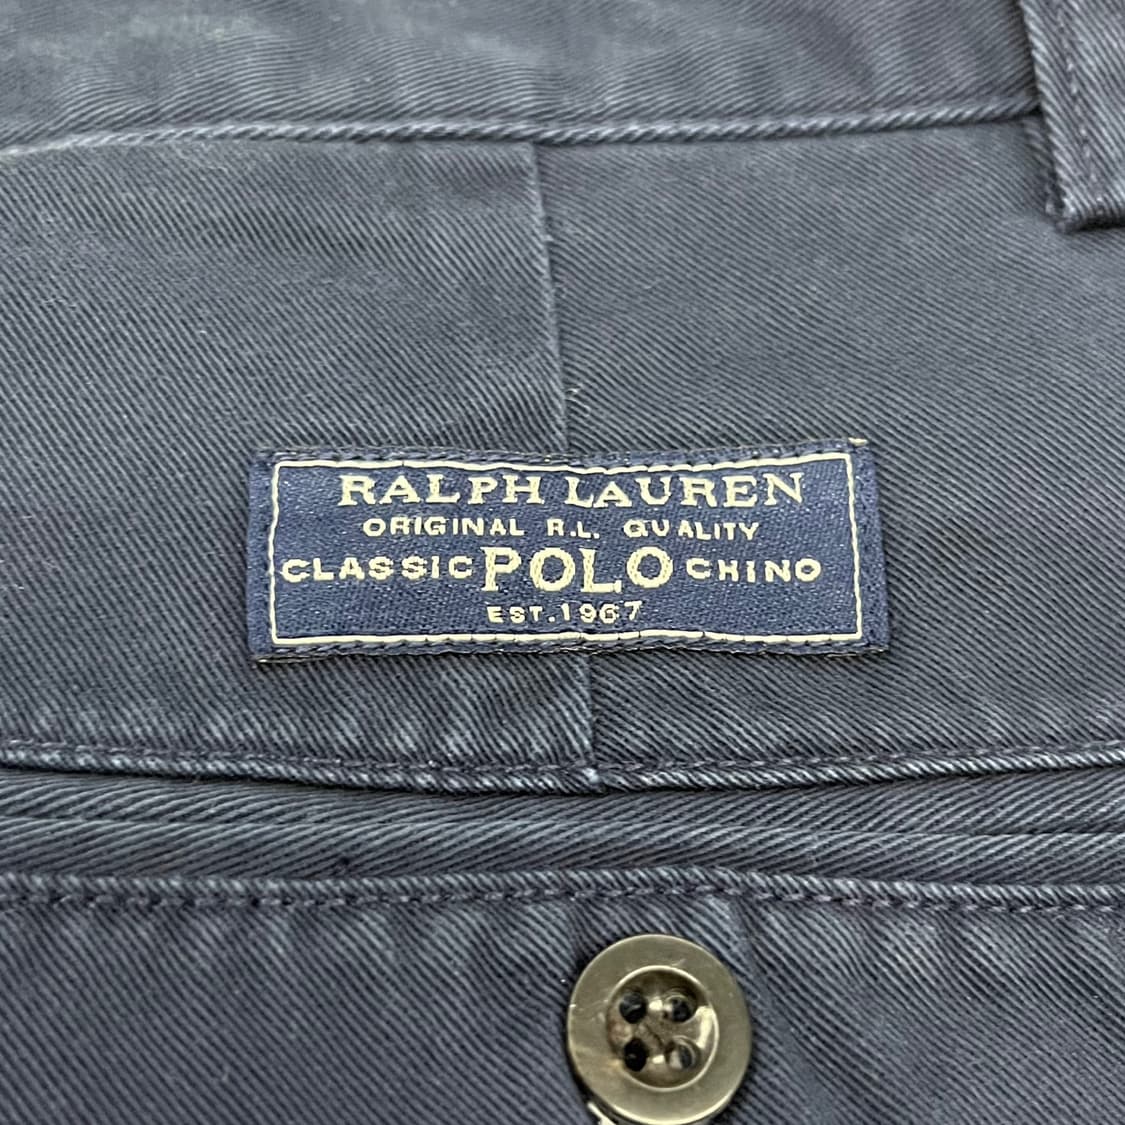 RALPH LAUREN
ORIGINAL R.L. QUALITY
CLASSIC POLO CHINO
EST.1967